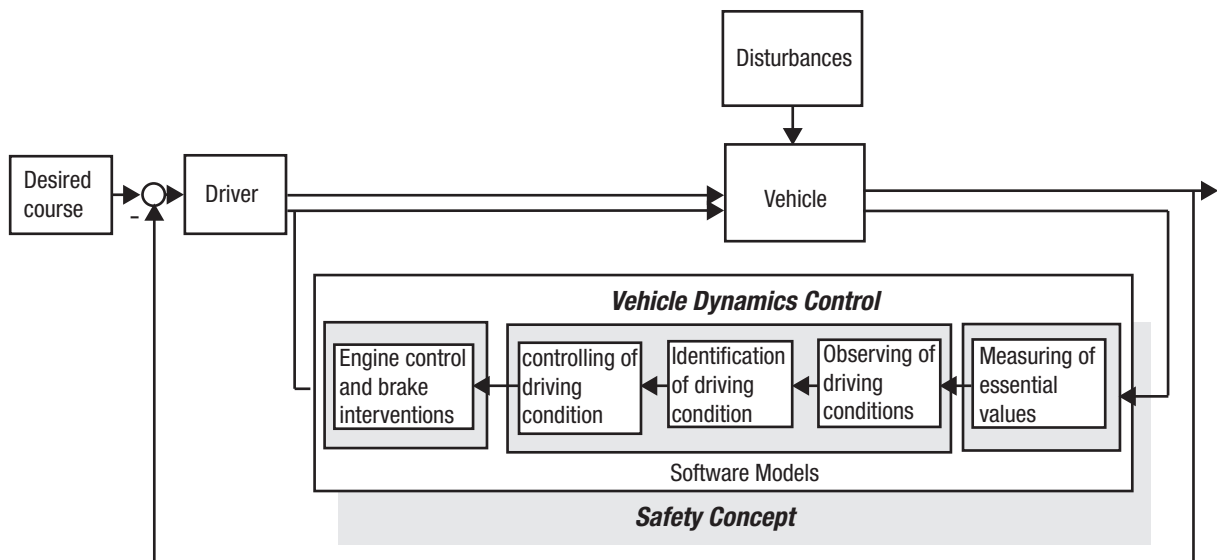 Disturbances
Desired
course
-
Driver
Vehicle
Vehicle Dynamics Control
Engine control
and brake
interventions
controlling of
driving
condition
Identification
of driving
condition
Observing of
driving
conditions
Measuring of
essential
values
Software Models
Safety Concept